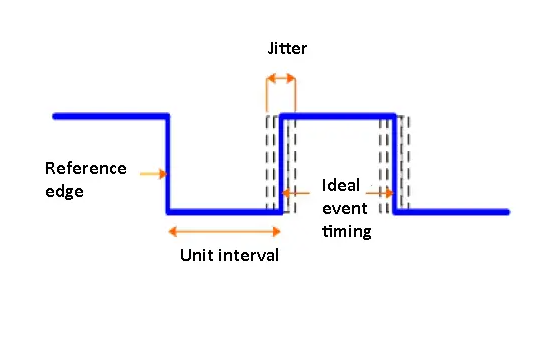 Jitter
Reference
edge
Ideal
event
timing
Unit interval